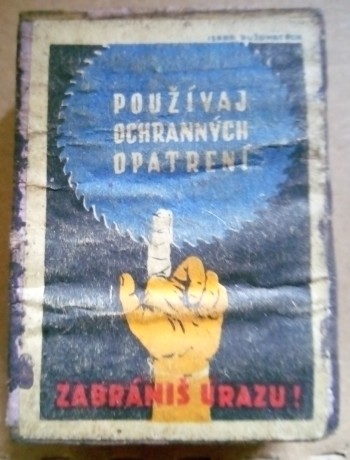 POUŽÍVAJ
OCHRANNÝCH
OPATRENÍ
ZABRÁNIŠ ÚRAZU!